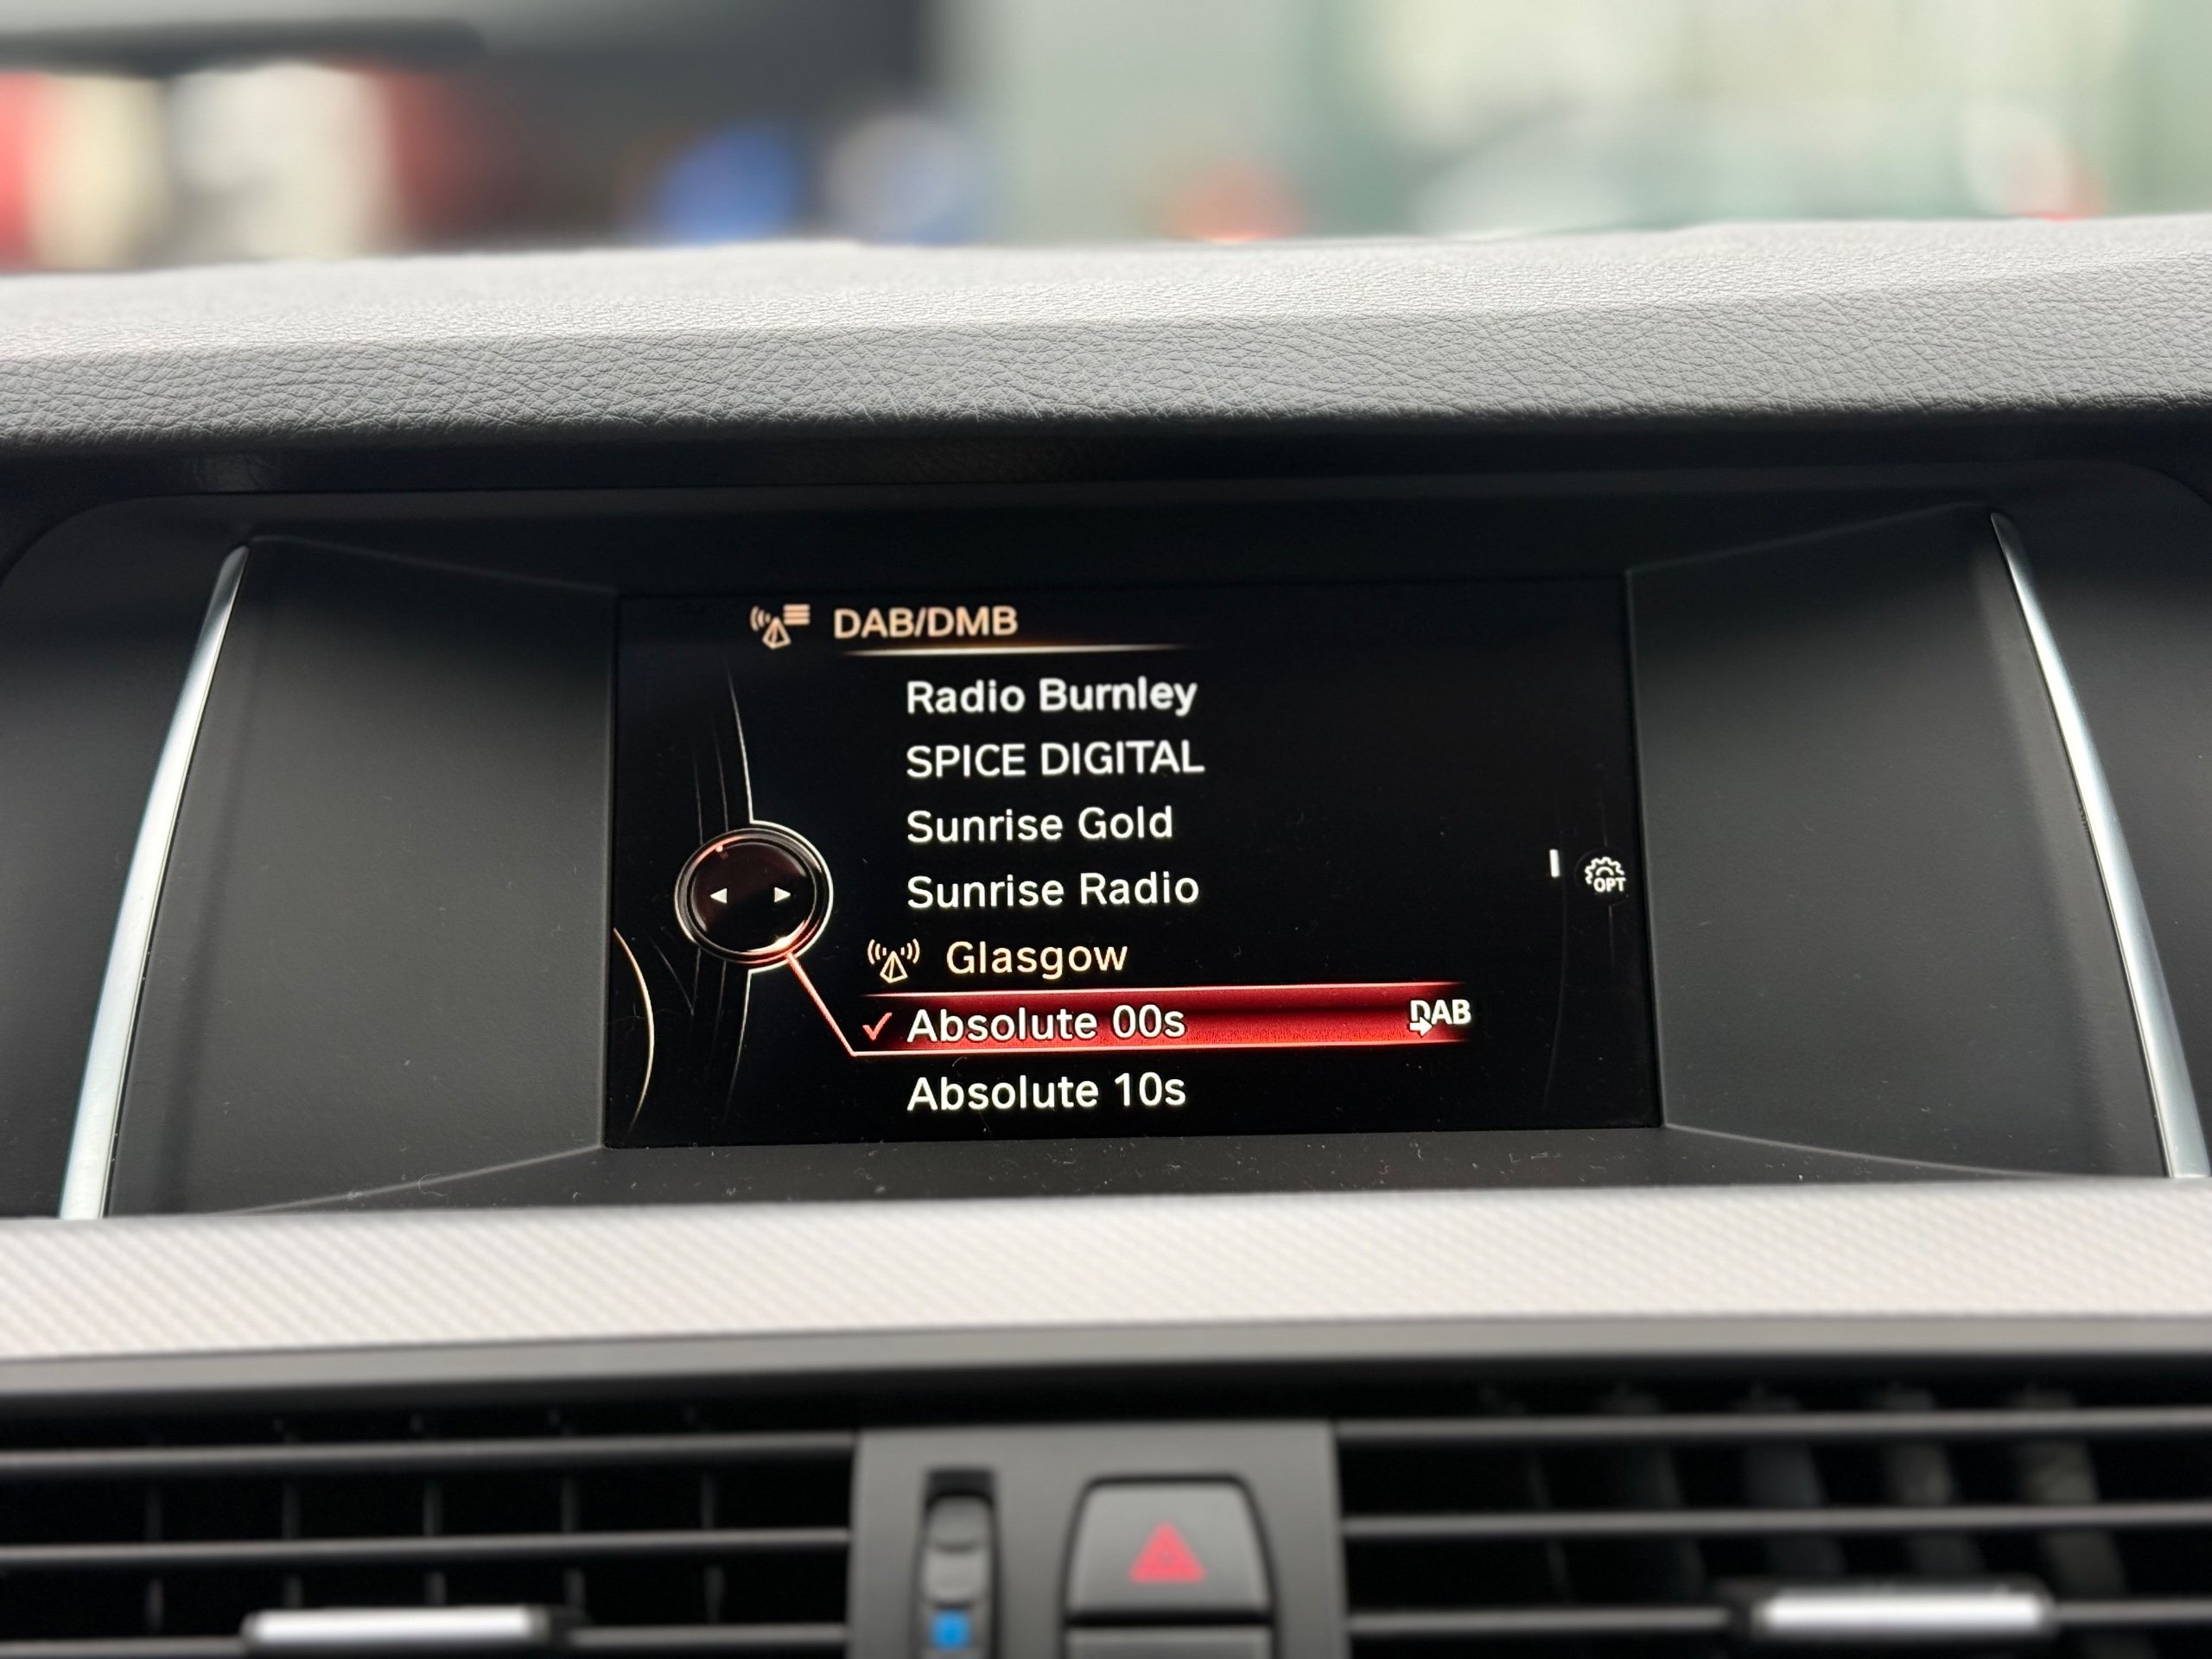 DAB/DMB
Radio Burnley
SPICE DIGITAL
Sunrise Gold
Sunrise Radio
OPT
Glasgow
Absolute 00s DAB
Absolute 10s